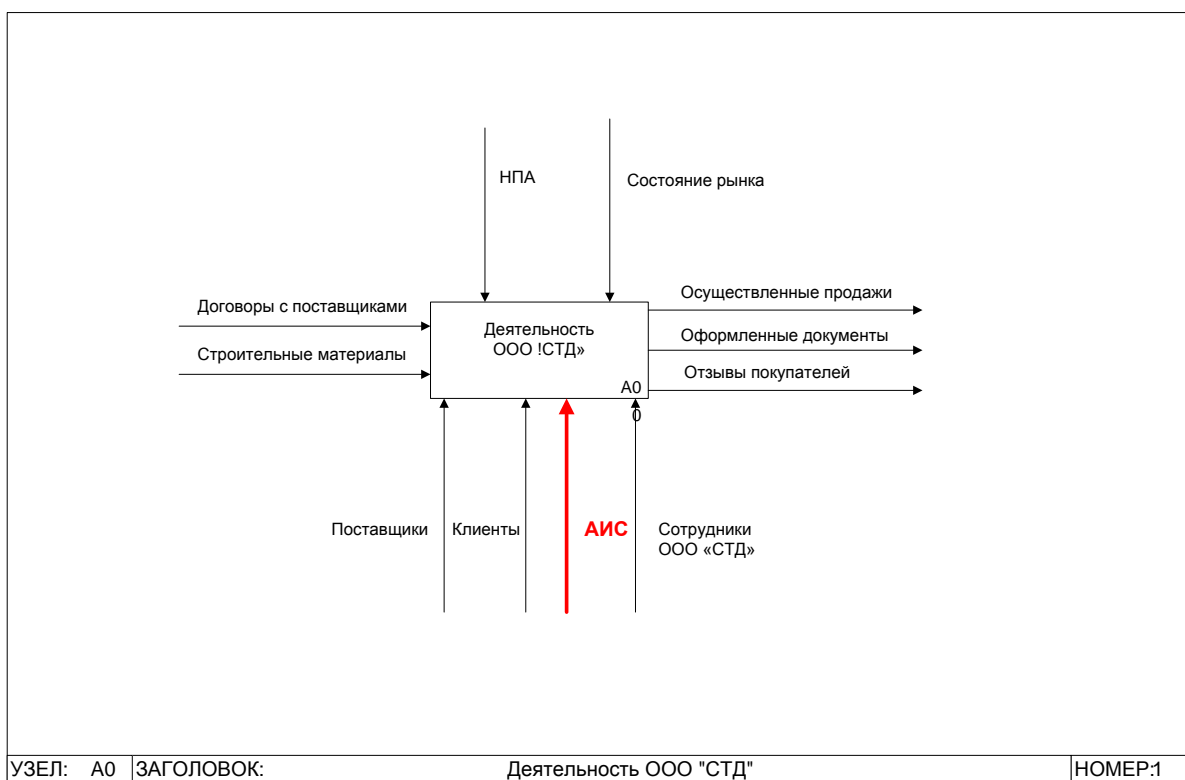 НПА
Состояние рынка
Договоры с поставщиками
Строительные материалы
Деятельность
ООО !СТД»
А0
0
Осуществленные продажи
Оформленные документы
Отзывы покупателей
Поставщики
Клиенты
АИС
Сотрудники
ООО «СТД»
УЗЕЛ: А0 ЗАГОЛОВОК: Деятельность ООО "СТД" НОМЕР:1